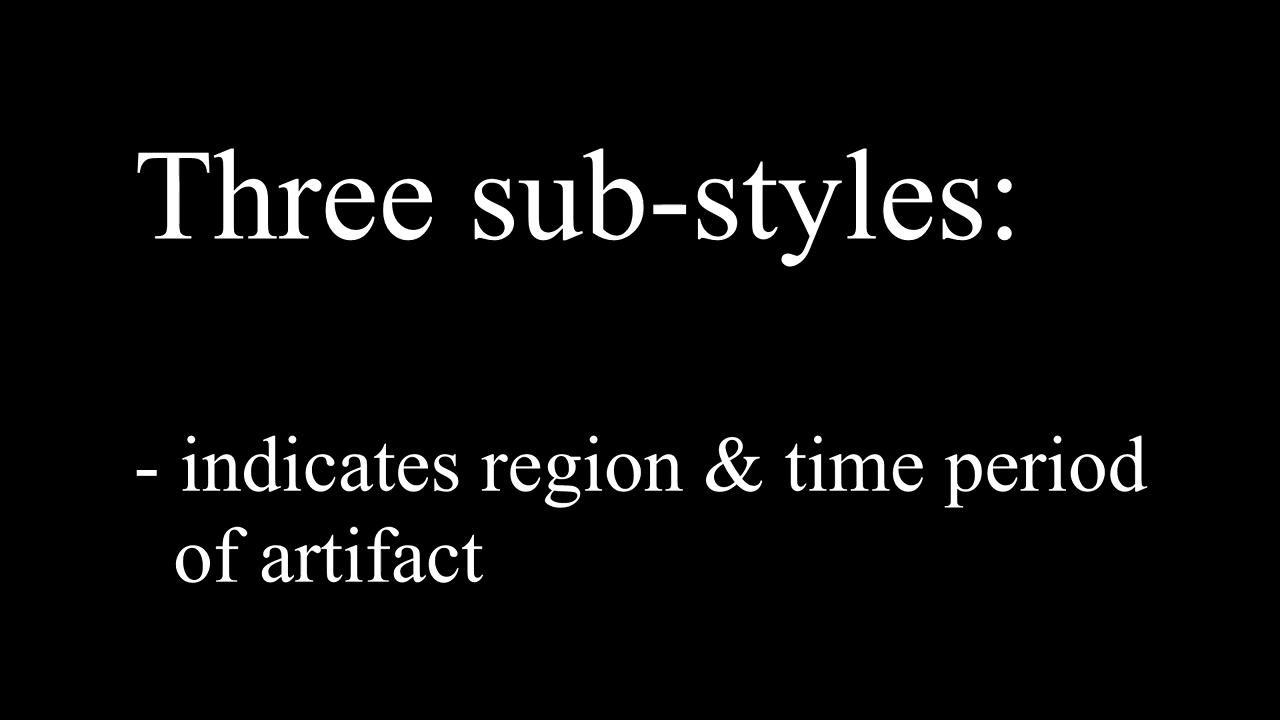 Three sub-styles:
- indicates region & time period
of artifact